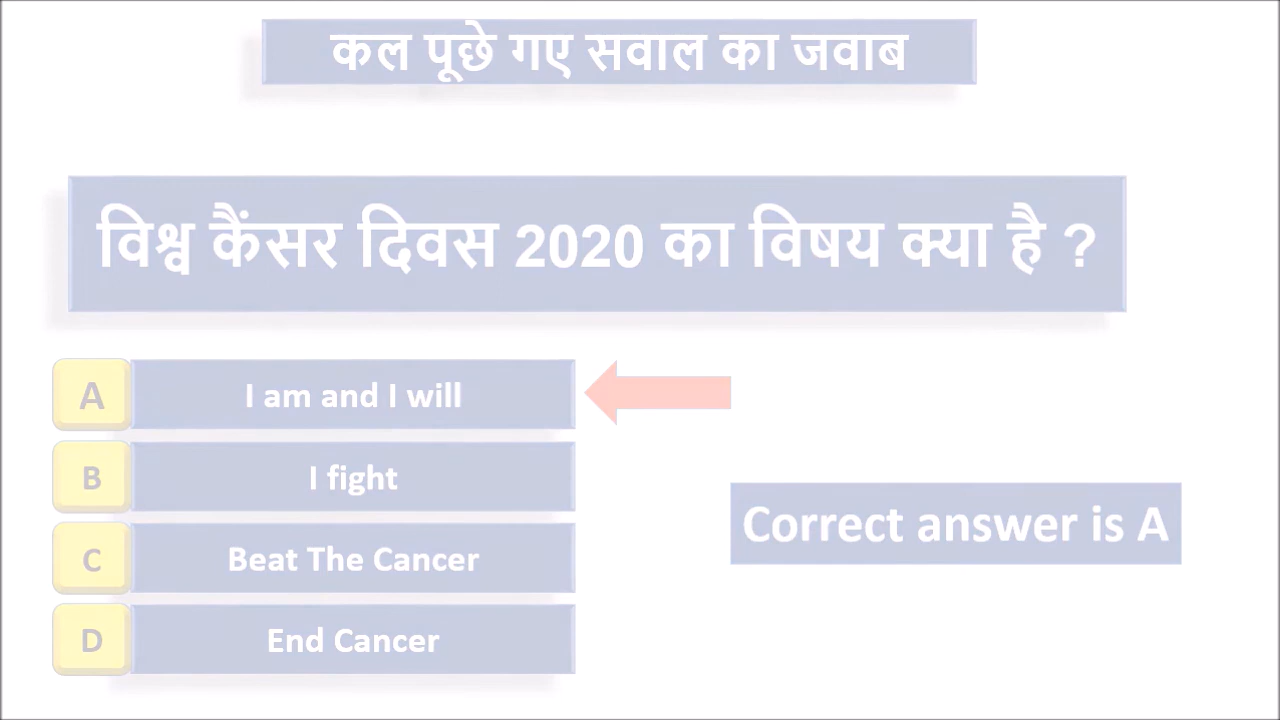 कल पूछे गए सवाल का जवाब
विश्व कैंसर दिवस 2020 का विषय क्या है ?
A I am and I will
B I fight
C Beat The Cancer
D End Cancer
Correct answer is A